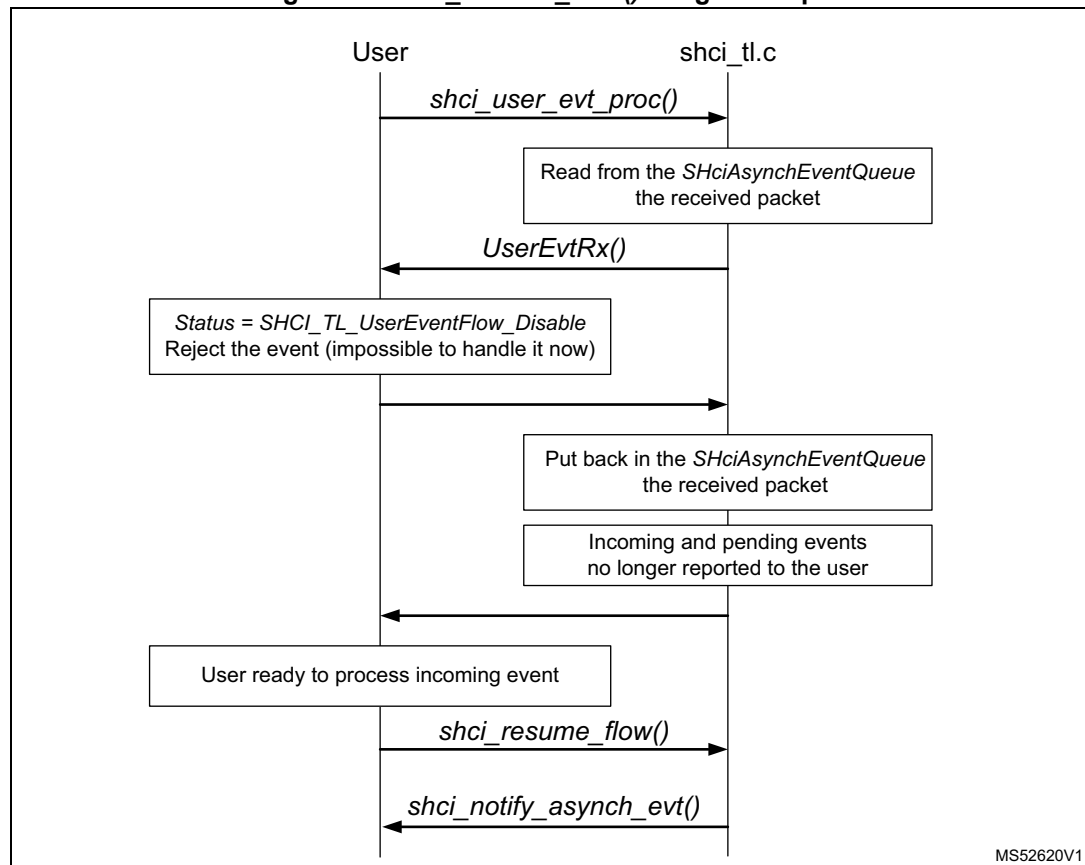 User
shci_tl.c
shci_user_evt_proc()
Read from the SHciAsynchEventQueue
the received packet
UserEvtRx()
Status = SHCI_TL_UserEventFlow_Disable
Reject the event (impossible to handle it now)
Put back in the SHciAsynchEventQueue
the received packet
Incoming and pending events
no longer reported to the user
User ready to process incoming event
shci_resume_flow()
shci_notify_asynch_evt()
MS52620V1